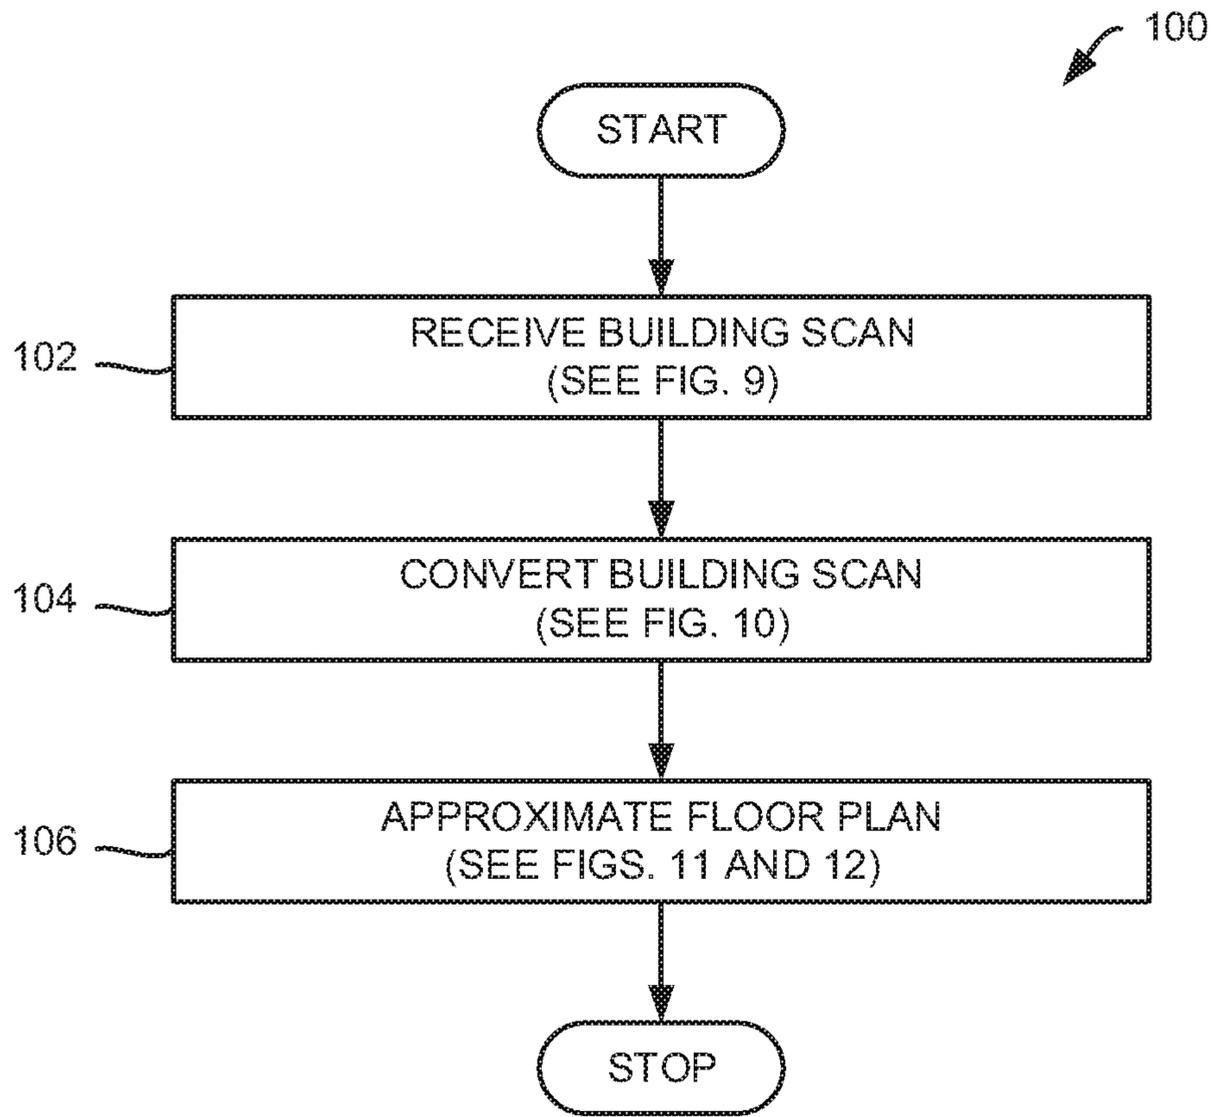 100
START
RECEIVE BUILDING SCAN
(SEE FIG. 9)
102
CONVERT BUILDING SCAN
(SEE FIG. 10)
104
APPROXIMATE FLOOR PLAN
(SEE FIGS. 11 AND 12)
106
STOP